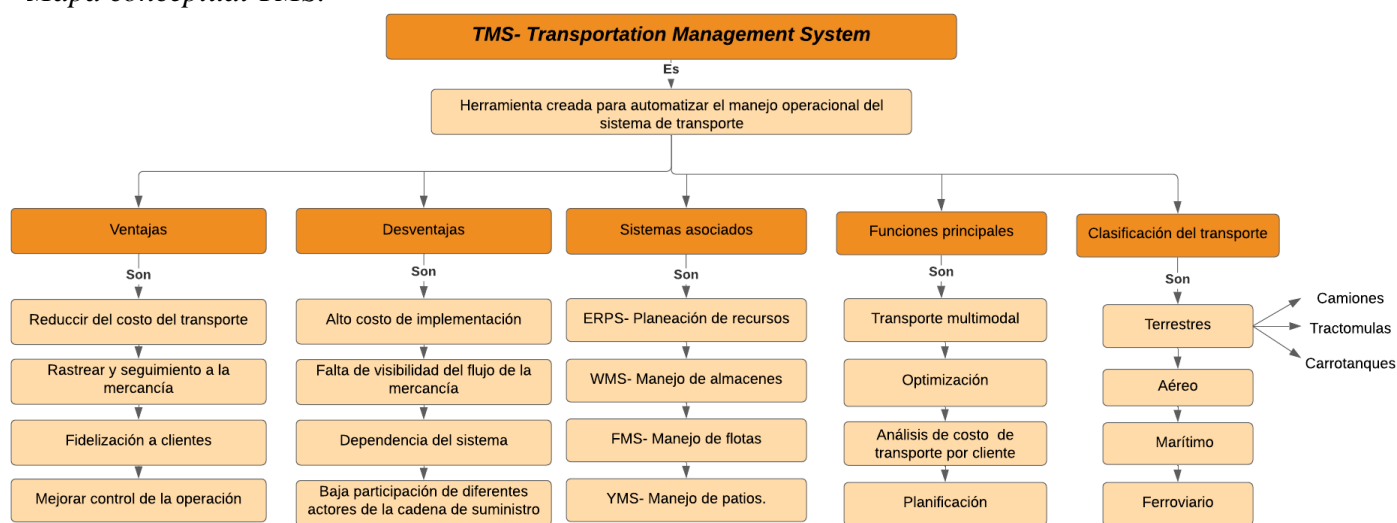 Mapa conceptual TMS.
TMS- Transportation Management System
Es
Herramienta creada para automatizar el manejo operacional del
sistema de transporte
Ventajas
Son
Reduccir del costo del transporte
Rastrear y seguimiento a la
mercancía
Fidelización a clientes
Mejorar control de la operación
Desventajas
Son
Alto costo de implementación
Falta de visibilidad del flujo de la
mercancía
Dependencia del sistema
Baja participación de diferentes
actores de la cadena de suministro
Sistemas asociados
Son
ERPS- Planeación de recursos
WMS- Manejo de almacenes
FMS- Manejo de flotas
YMS- Manejo de patios.
Funciones principales
Son
Transporte multimodal
Optimización
Análisis de costo de
transporte por cliente
Planificación
Clasificación del transporte
Son
Terrestres
Camiones
Tractomulas
Carrotanques
Aéreo
Marítimo
Ferroviario